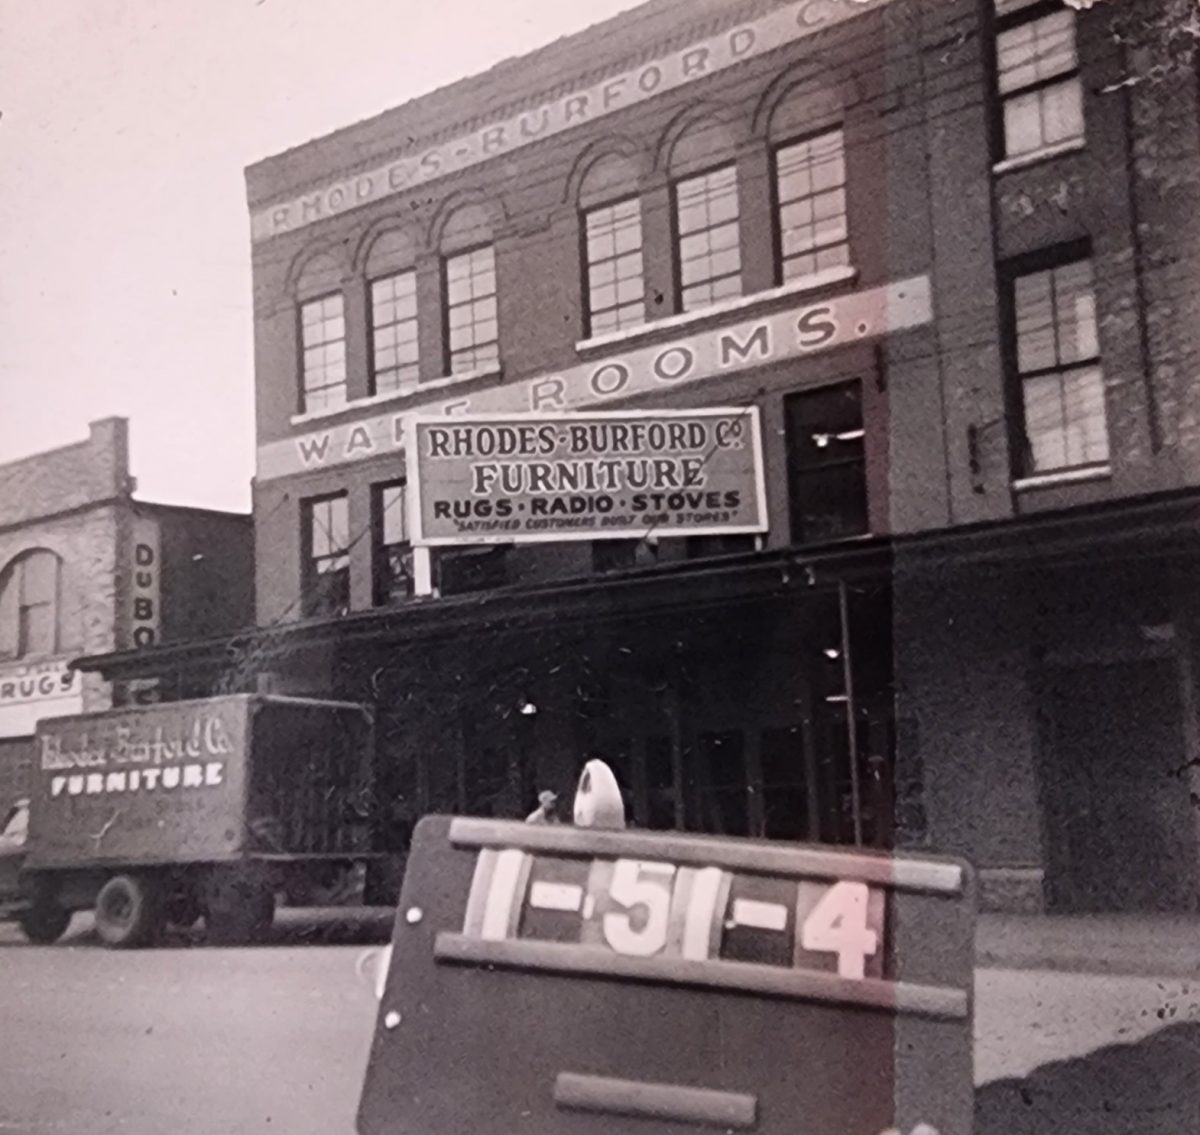 RHODES-BURFORD C
WARE ROOMS.
RHODES-BURFORD Co.
FURNITURE
RUGS·RADIO·STOVES
"SATISFIED CUSTOMERS BUILT OUR STORES"
DUBO
RUGS
Rhodes-Burford Co.
FURNITURE
1-51-4